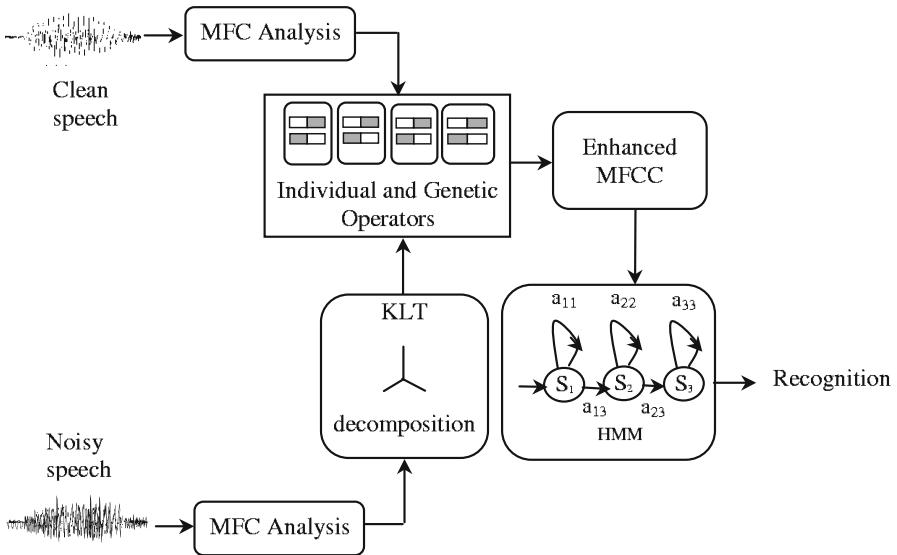 MFC Analysis
Clean
speech
Individual and Genetic
Operators
Enhanced
MFCC
KLT
decomposition
a11 a22 a33
S1 S2 S3
a13 a23
HMM
Recognition
Noisy
speech
MFC Analysis